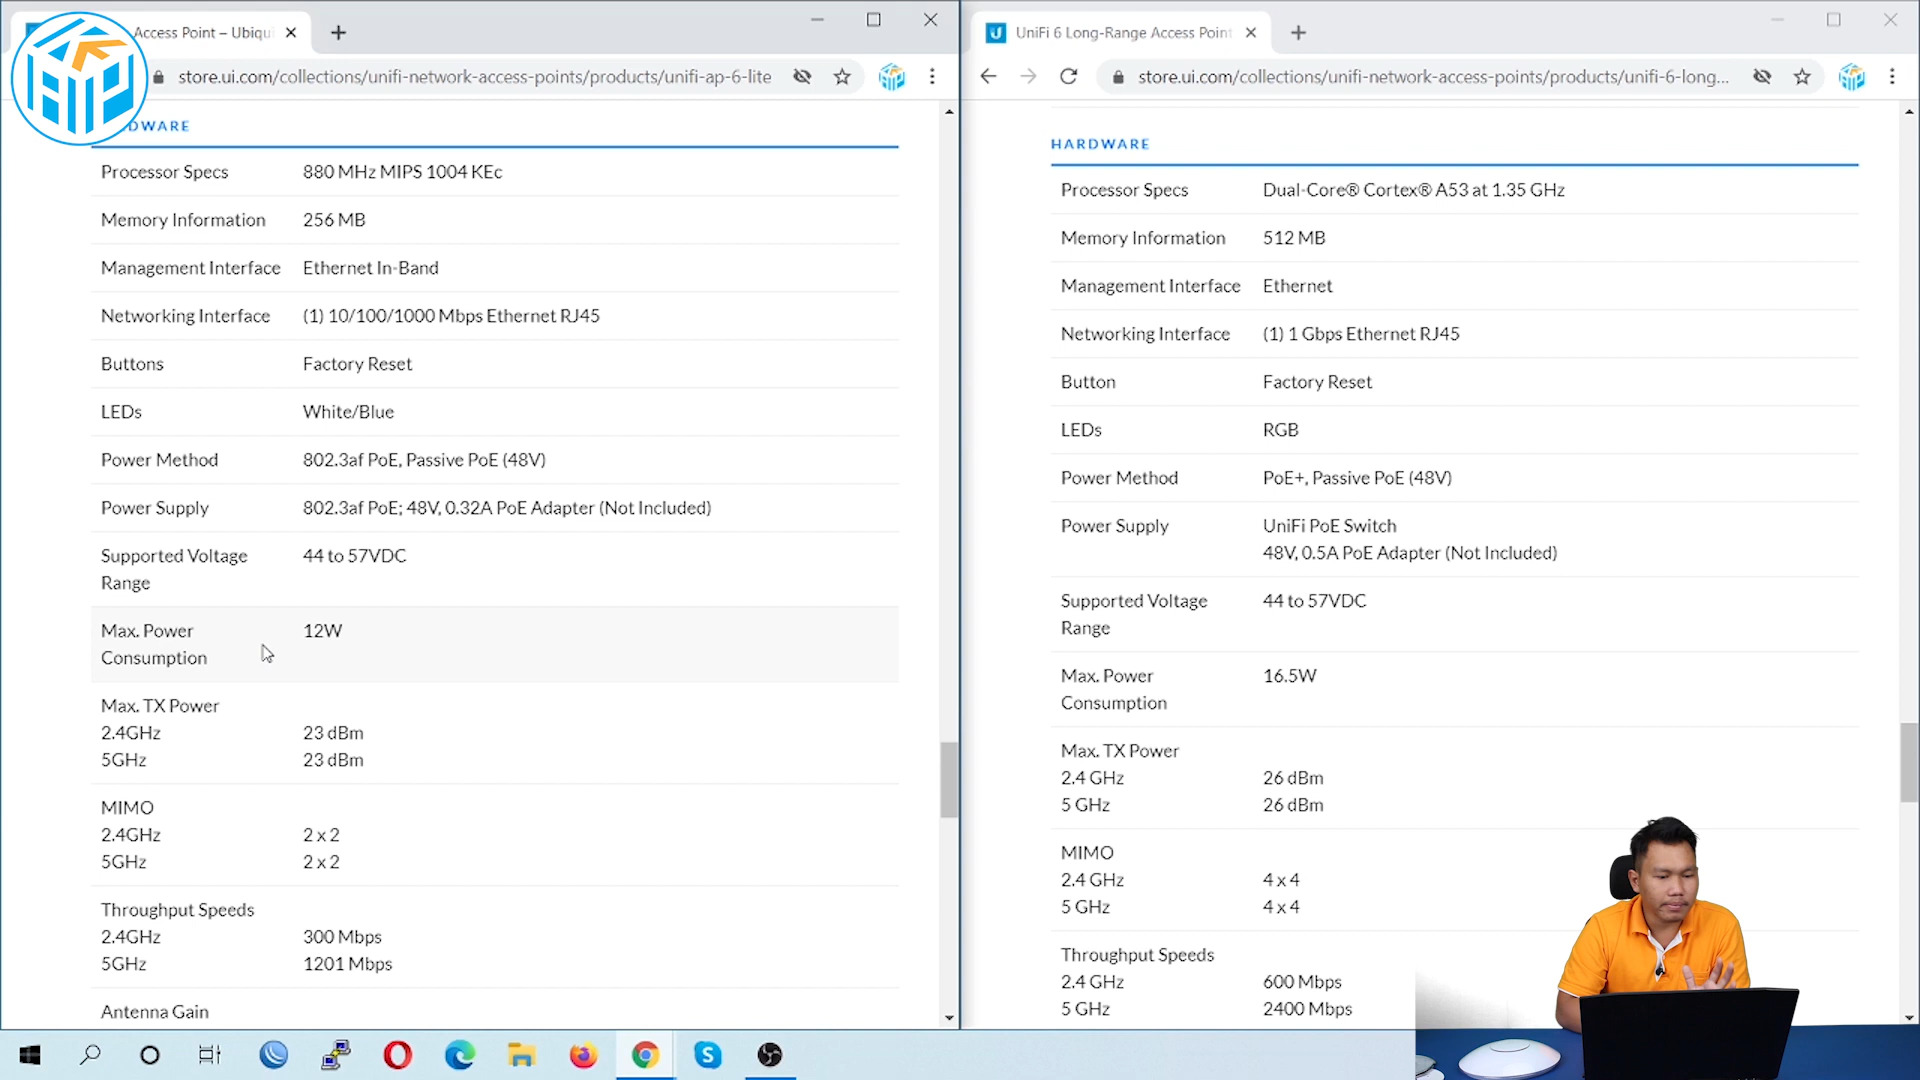 Access Point – Ubiqui
store.ui.com/collections/unifi-network-access-points/products/unifi-ap-6-lite
DWARE
Processor Specs 880 MHz MIPS 1004 KEc
Memory Information 256 MB
Management Interface Ethernet In-Band
Networking Interface (1) 10/100/1000 Mbps Ethernet RJ45
Buttons Factory Reset
LEDs White/Blue
Power Method 802.3af PoE, Passive PoE (48V)
Power Supply 802.3af PoE; 48V, 0.32A PoE Adapter (Not Included)
Supported Voltage 44 to 57VDC
Range
Max. Power 12W
Consumption
Max. TX Power
2.4GHz 23 dBm
5GHz 23 dBm
MIMO
2.4GHz 2 x 2
5GHz 2 x 2
Throughput Speeds
2.4GHz 300 Mbps
5GHz 1201 Mbps
Antenna Gain
UniFi 6 Long-Range Access Point
store.ui.com/collections/unifi-network-access-points/products/unifi-6-long...
HARDWARE
Processor Specs Dual-Core® Cortex® A53 at 1.35 GHz
Memory Information 512 MB
Management Interface Ethernet
Networking Interface (1) 1 Gbps Ethernet RJ45
Button Factory Reset
LEDs RGB
Power Method PoE+, Passive PoE (48V)
Power Supply UniFi PoE Switch
48V, 0.5A PoE Adapter (Not Included)
Supported Voltage 44 to 57VDC
Range
Max. Power 16.5W
Consumption
Max. TX Power
2.4 GHz 26 dBm
5 GHz 26 dBm
MIMO
2.4 GHz 4 x 4
5 GHz 4 x 4
Throughput Speeds
2.4 GHz 600 Mbps
5 GHz 2400 Mbps